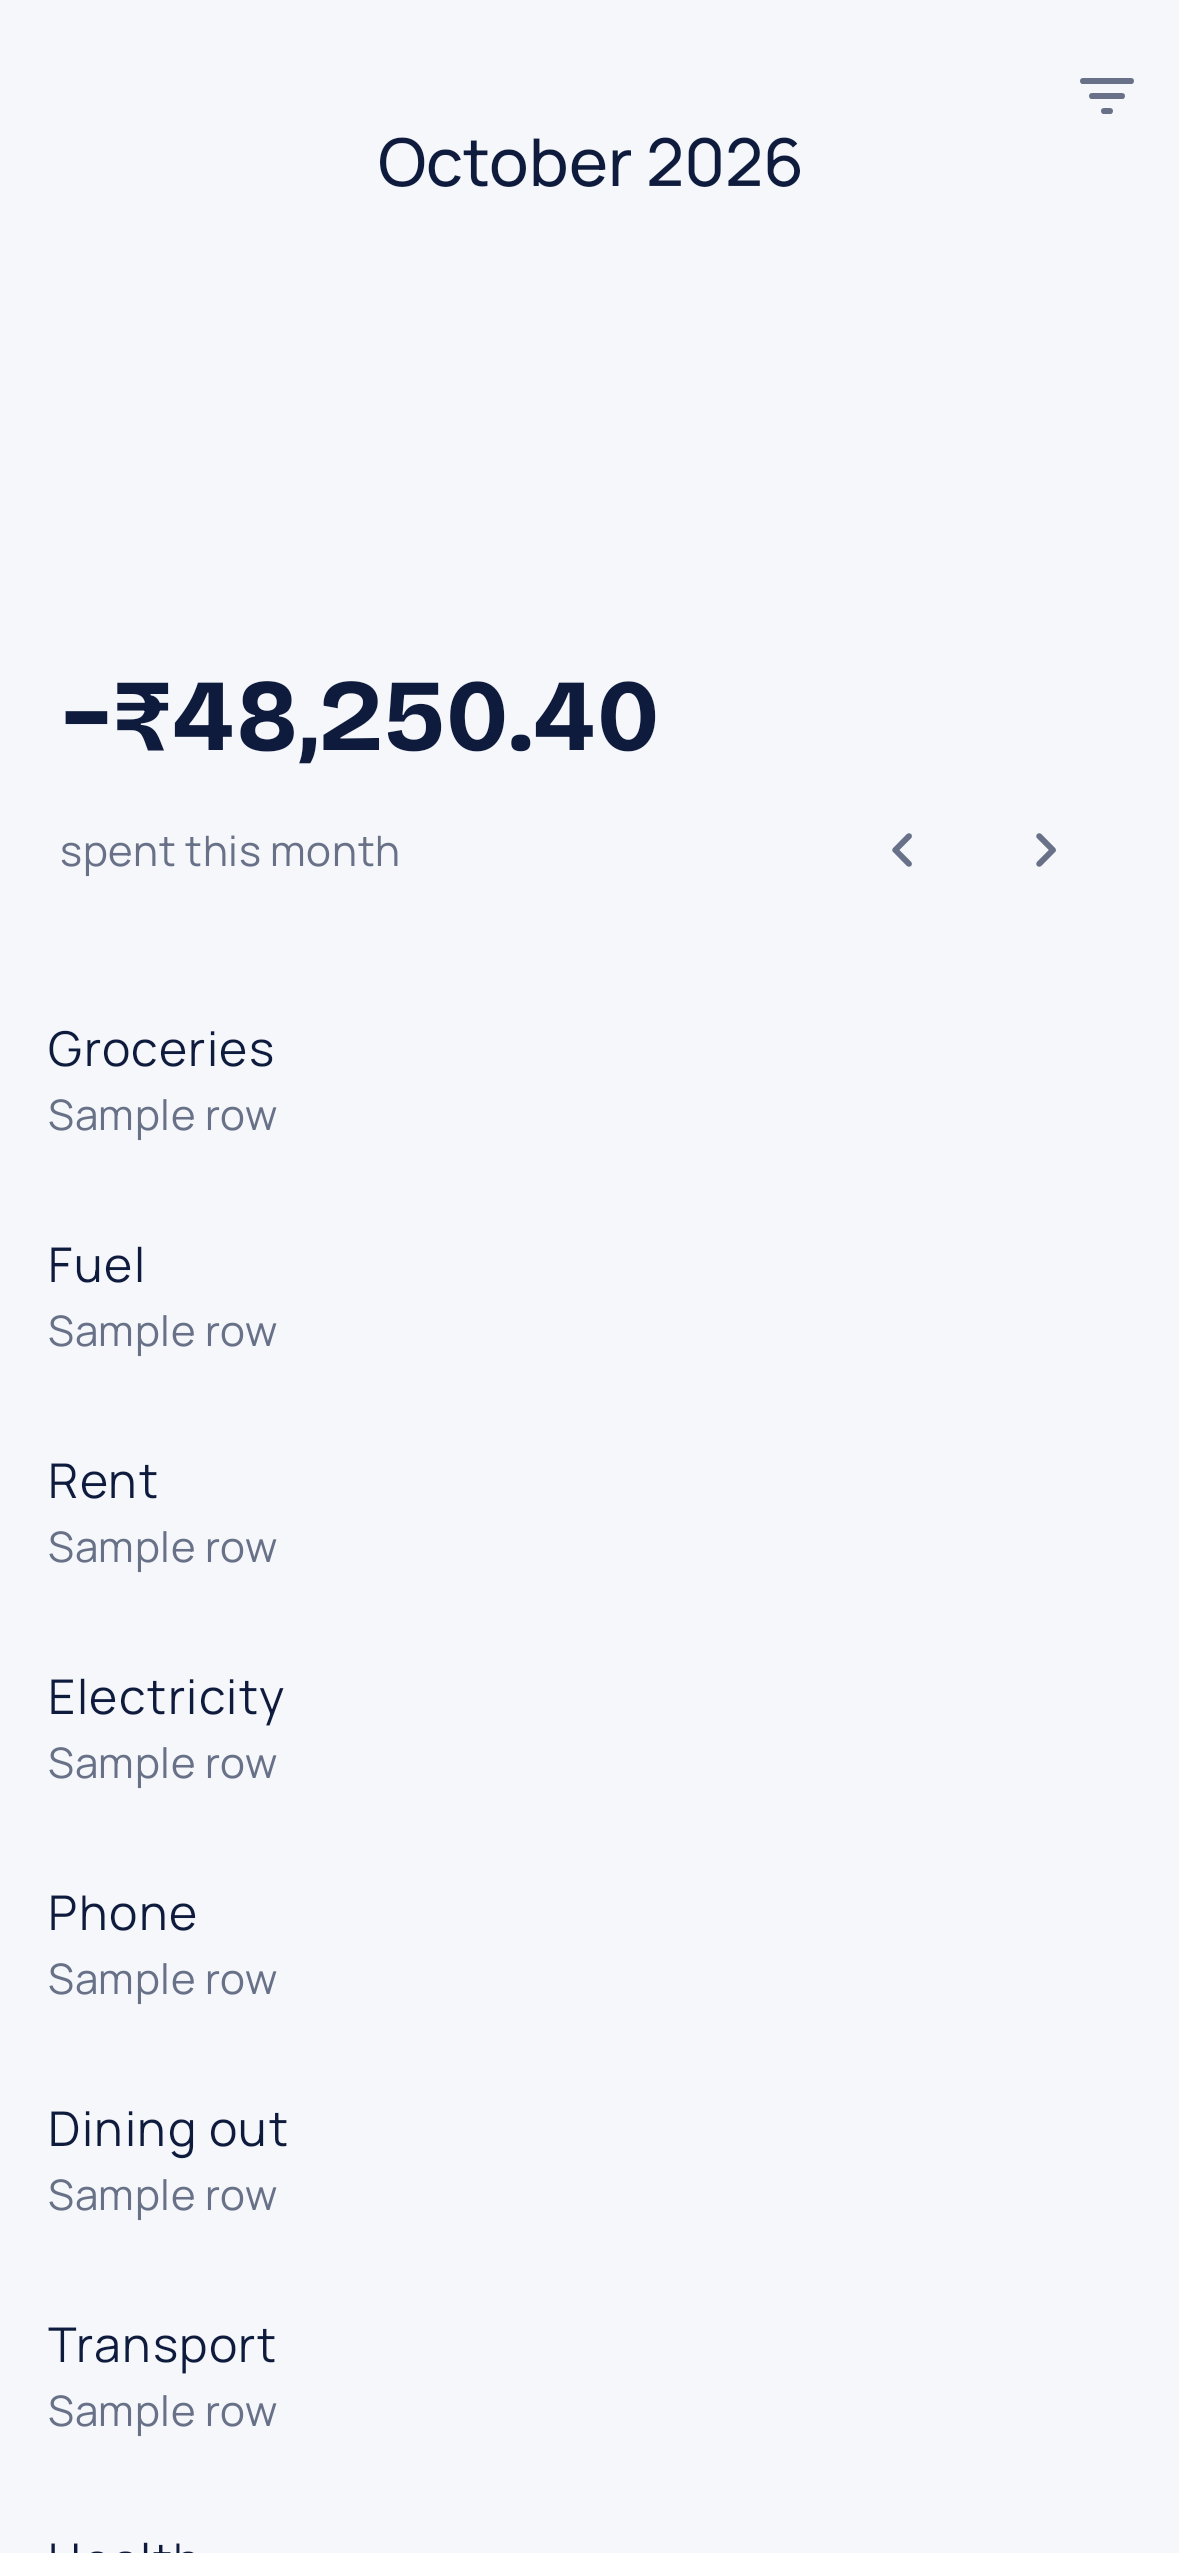 October 2026
−₹48,250.40
spent this month
Groceries
Sample row
Fuel
Sample row
Rent
Sample row
Electricity
Sample row
Phone
Sample row
Dining out
Sample row
Transport
Sample row
Health